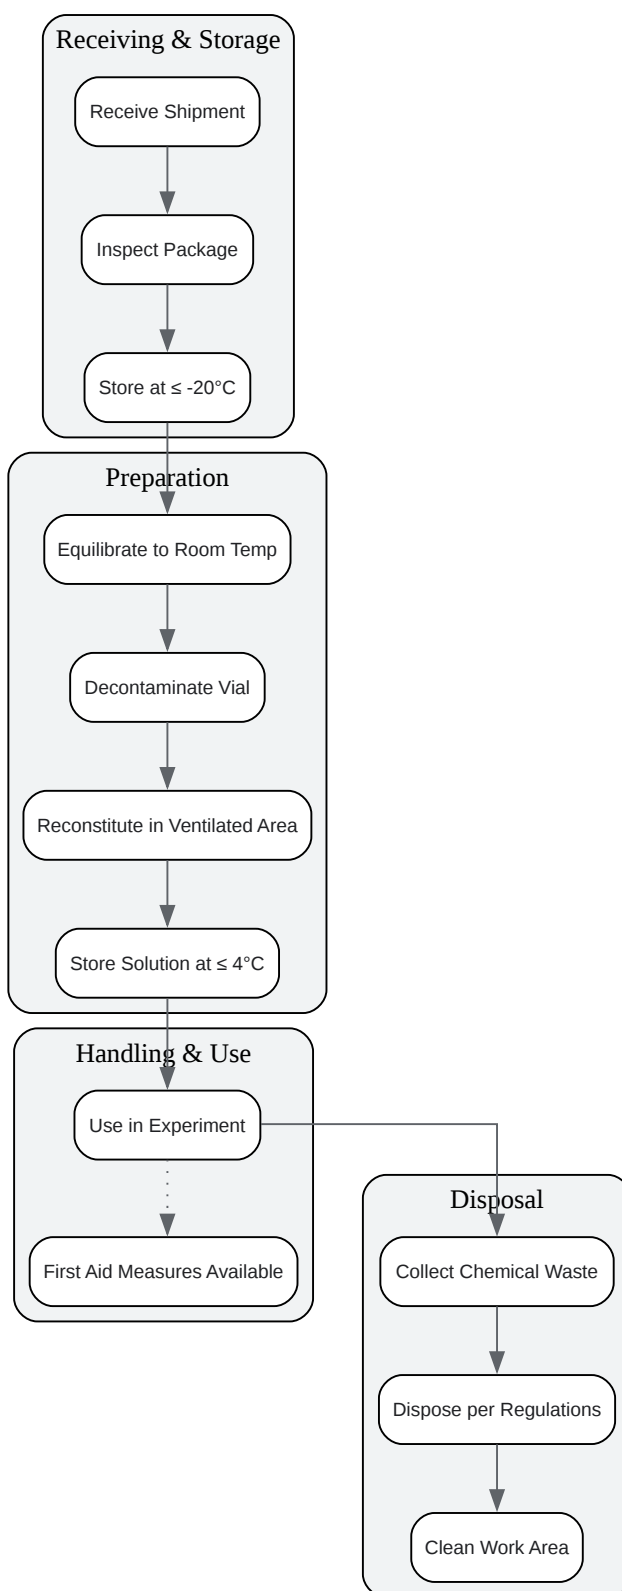 Receiving & Storage
Receive Shipment
Inspect Package
Store at ≤ -20°C
Preparation
Equilibrate to Room Temp
Decontaminate Vial
Reconstitute in Ventilated Area
Store Solution at ≤ 4°C
Handling & Use
Use in Experiment
First Aid Measures Available
Disposal
Collect Chemical Waste
Dispose per Regulations
Clean Work Area